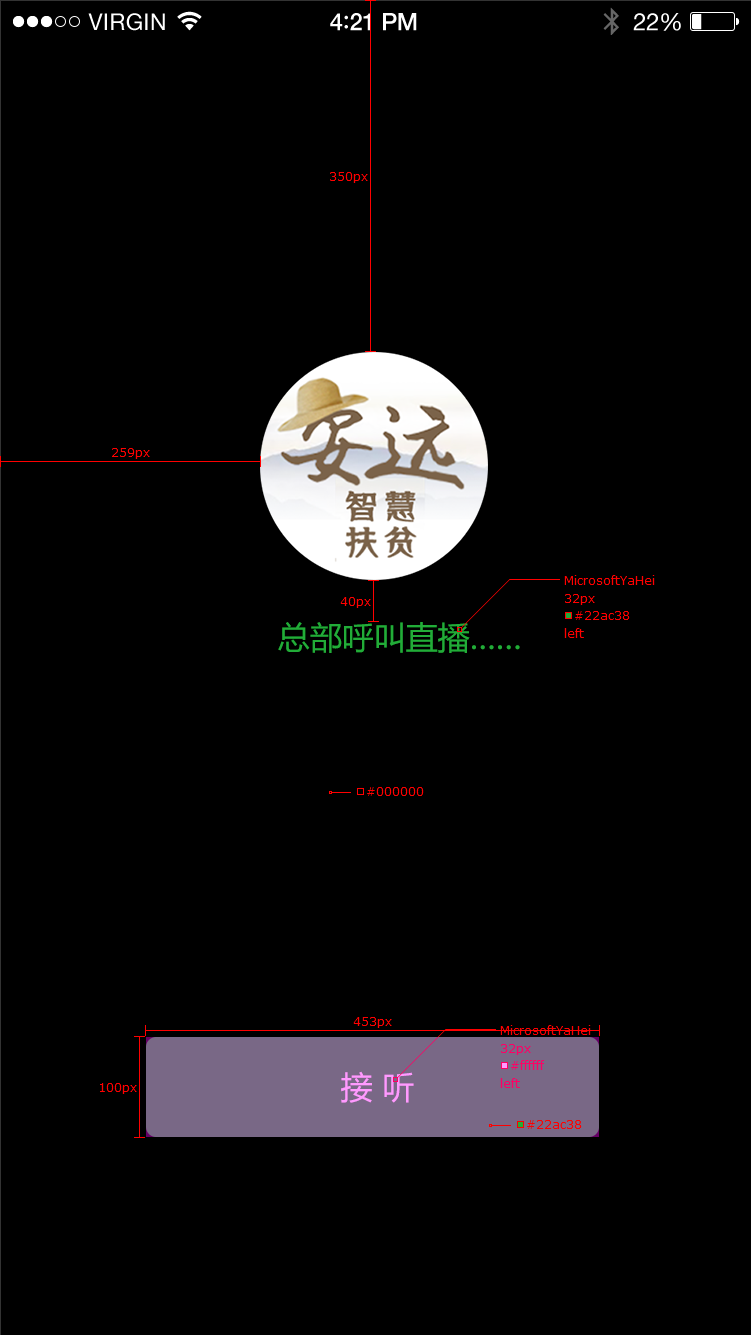 VIRGIN 4:21 PM 22%
350px
259px
安远
智慧
扶贫
MicrosoftYaHei
32px
#22ac38
left
40px
总部呼叫直播......
#000000
453px
MicrosoftYaHei
32px
#ffffff
left
100px
接 听
#22ac38